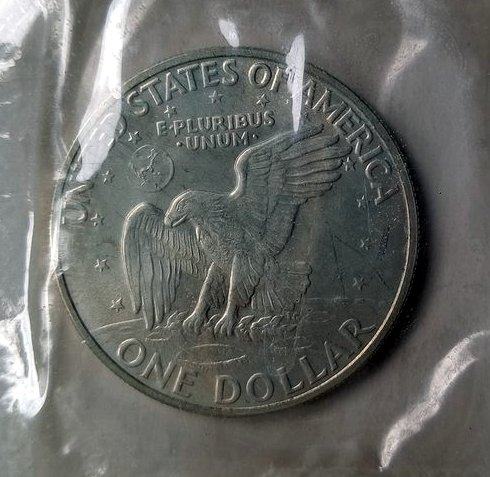 UNITED STATES OF AMERICA
E·PLURIBUS
·UNUM·
ONE DOLLAR